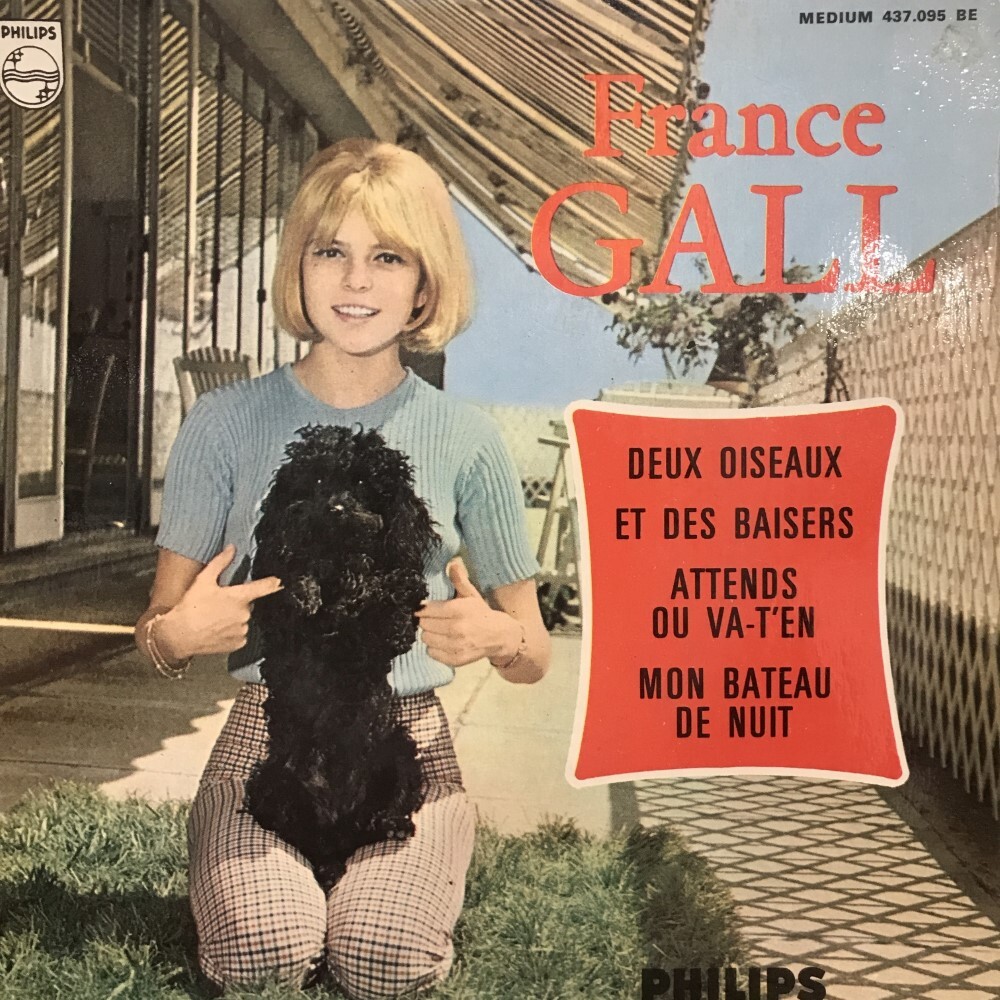 PHILIPS
MEDIUM 437.095 BE
France
GALL
DEUX OISEAUX
ET DES BAISERS
ATTENDS
OU VA-T'EN
MON BATEAU
DE NUIT
PHILIPS